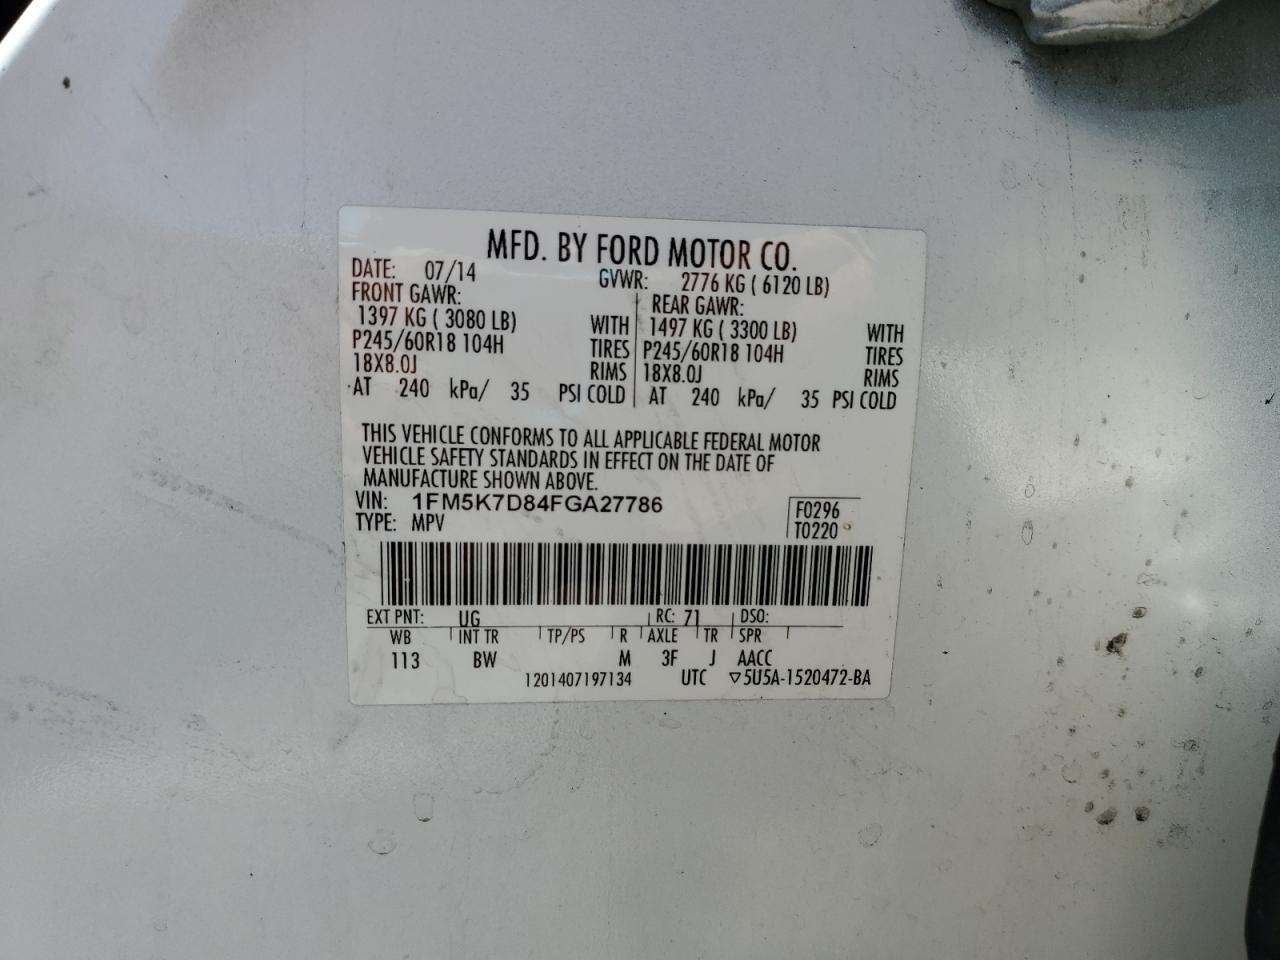 MFD. BY FORD MOTOR CO.
DATE: 07/14 GVWR: 2776 KG ( 6120 LB)
FRONT GAWR: REAR GAWR:
1397 KG ( 3080 LB) WITH 1497 KG ( 3300 LB) WITH
P245/60R18 104H TIRES P245/60R18 104H TIRES
18X8.0J RIMS 18X8.0J RIMS
AT 240 kPa/ 35 PSI COLD AT 240 kPa/ 35 PSI COLD
THIS VEHICLE CONFORMS TO ALL APPLICABLE FEDERAL MOTOR
VEHICLE SAFETY STANDARDS IN EFFECT ON THE DATE OF
MANUFACTURE SHOWN ABOVE.
VIN: 1FM5K7D84FGA27786 F0296
TYPE: MPV T0220
EXT PNT: UG RC: 71 DSO:
WB INT TR TP/PS R AXLE TR SPR
113 BW M 3F J AACC
1201407197134 UTC ▽5U5A-1520472-BA